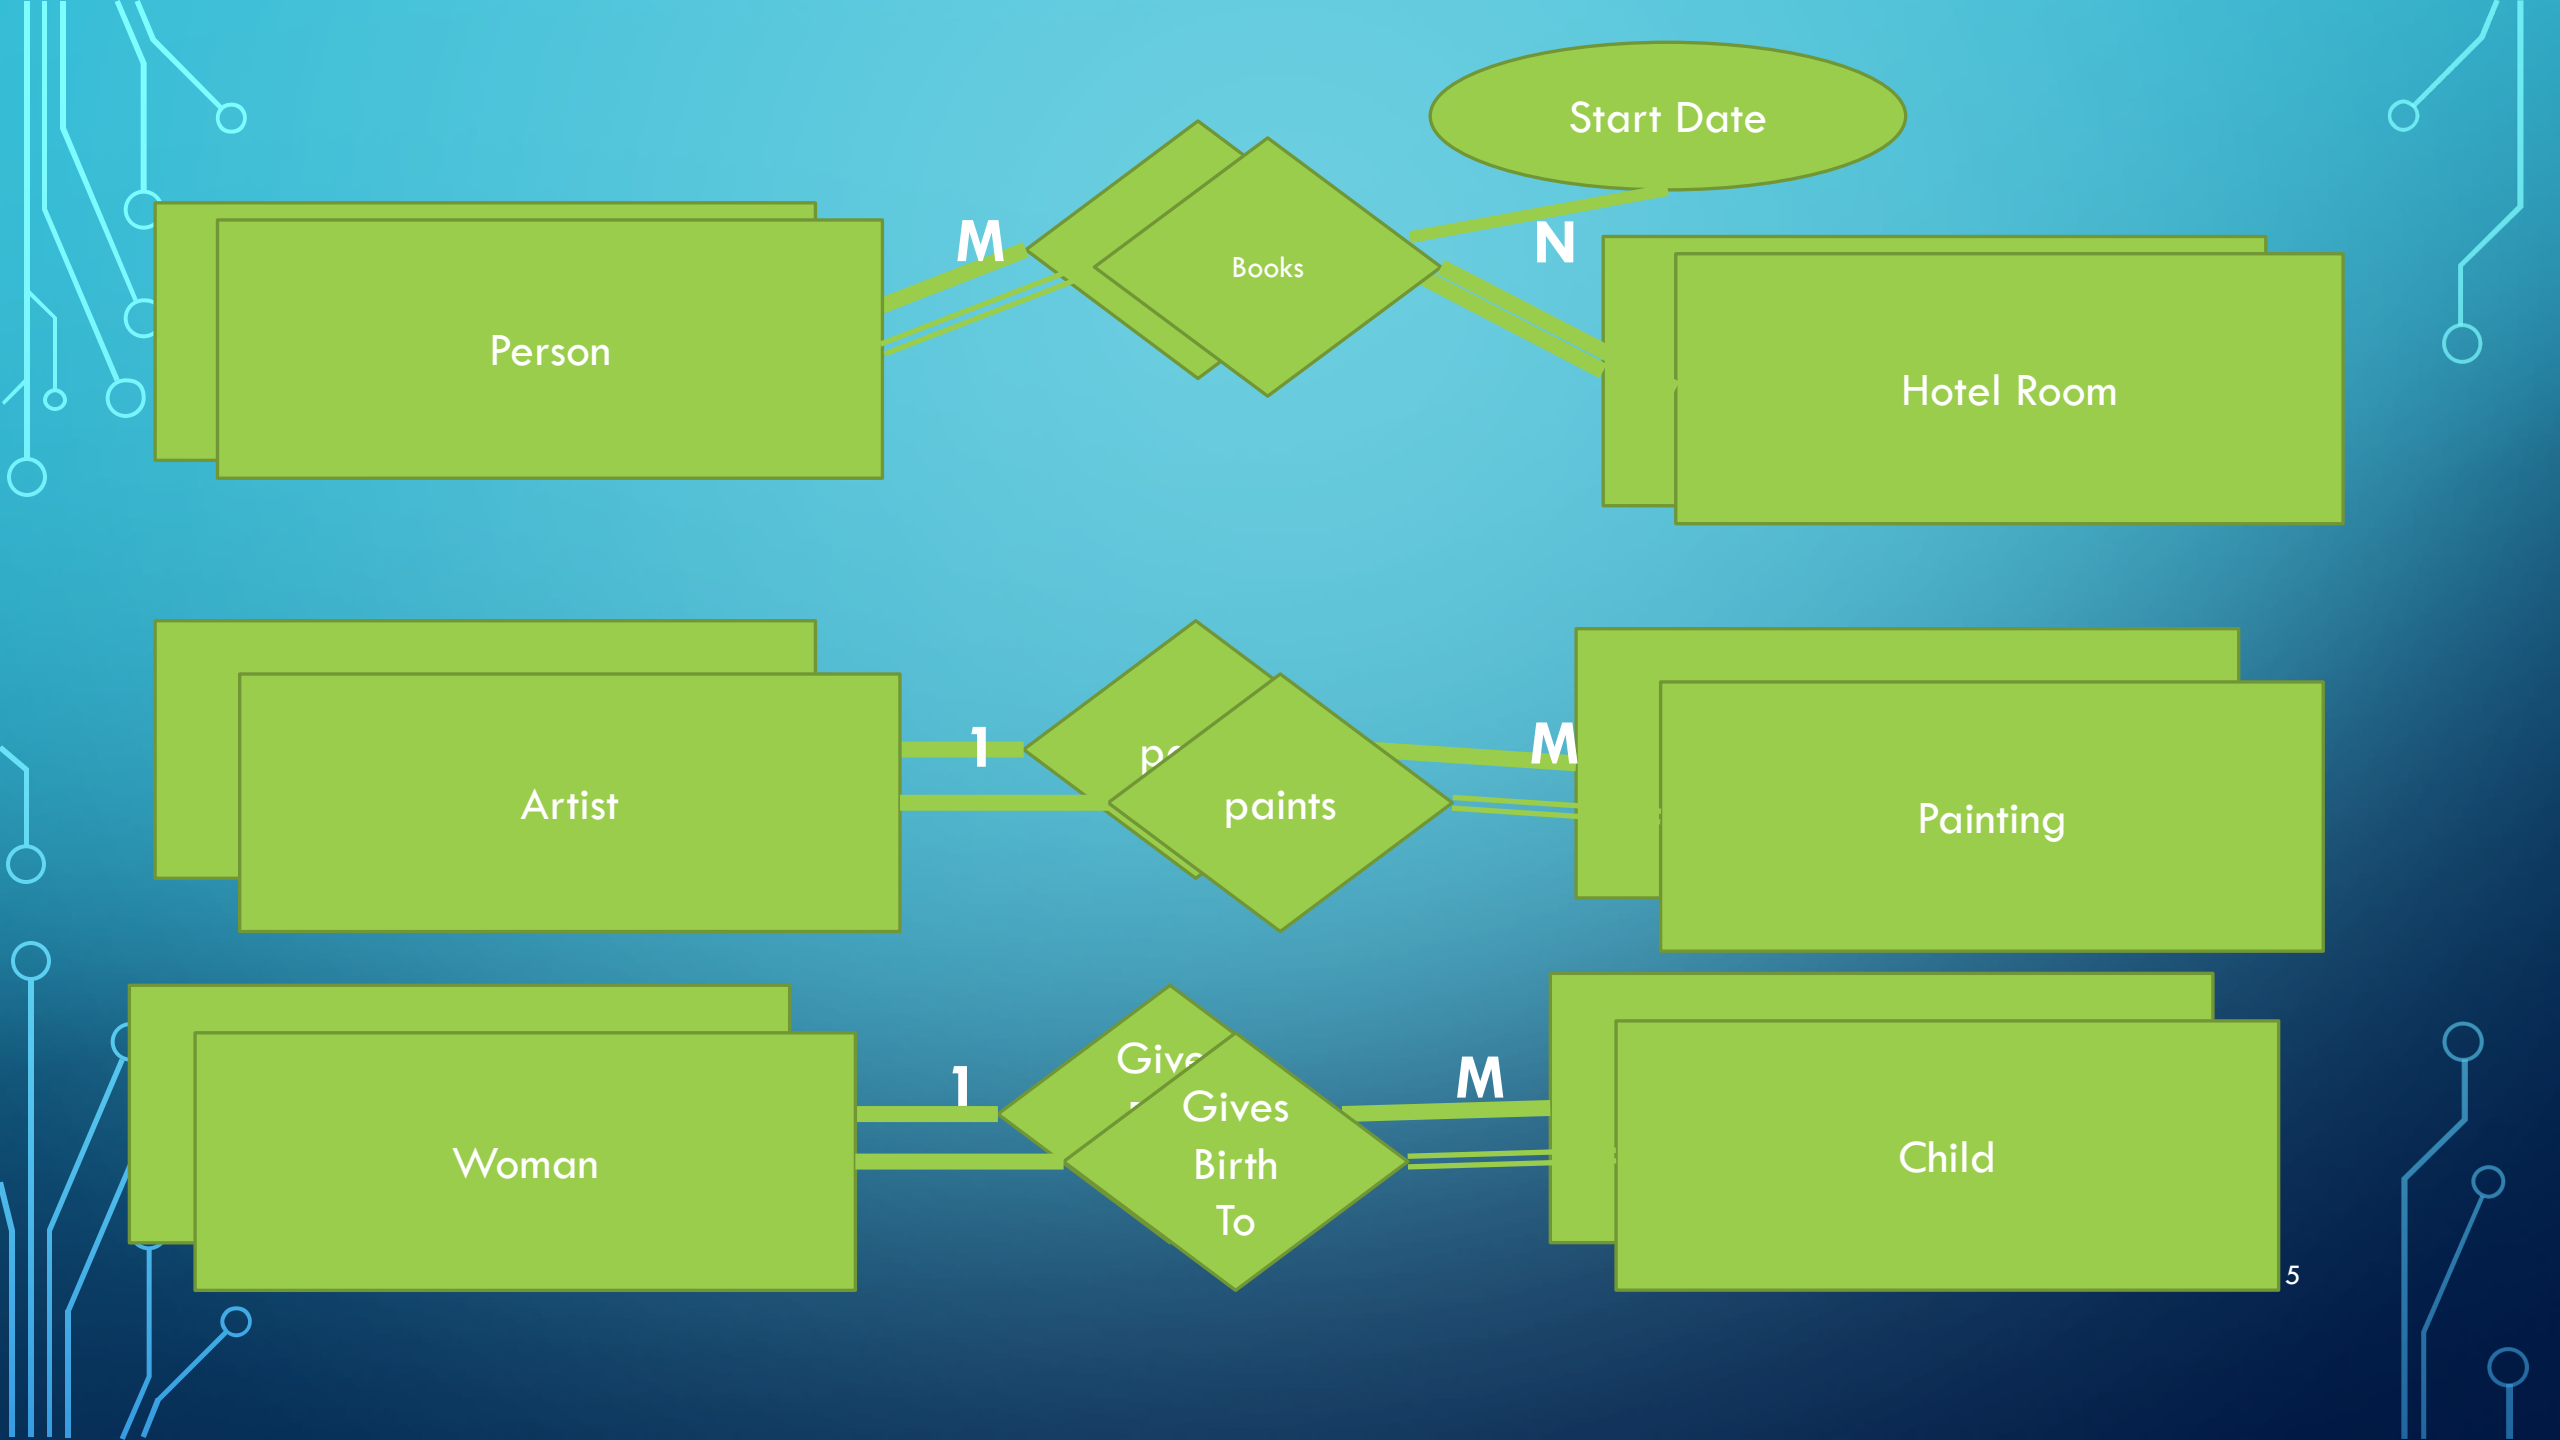 Start Date
M
N
Books
Person
Hotel Room
1
M
paints
Artist
Painting
1
M
Gives
Birth
To
Woman
Child
5